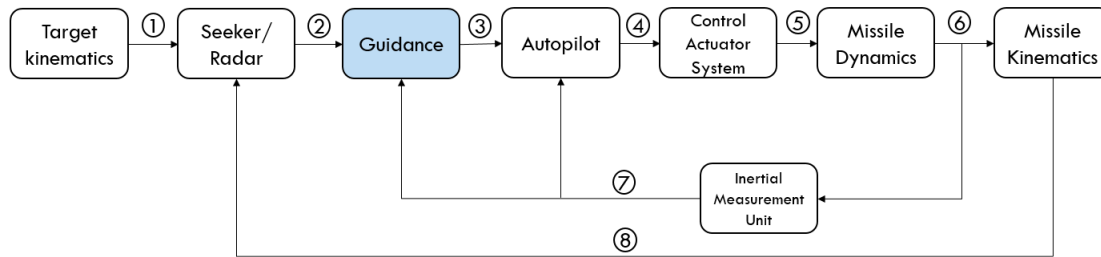 ① ② ③ ④ ⑤ ⑥
Target
kinematics
Seeker/
Radar
Guidance
Autopilot
Control
Actuator
System
Missile
Dynamics
Missile
Kinematics
⑦
Inertial
Measurement
Unit
⑧